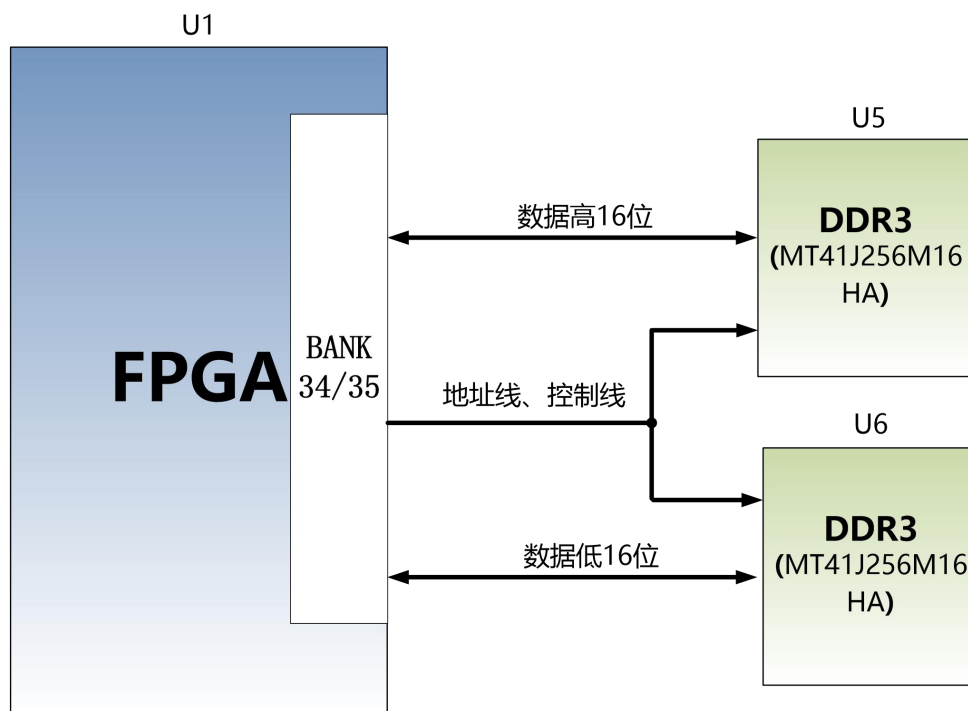 U1
U5
数据高16位
DDR3
(MT41J256M16
HA)
FPGA
BANK
34/35
地址线、控制线
U6
数据低16位
DDR3
(MT41J256M16
HA)